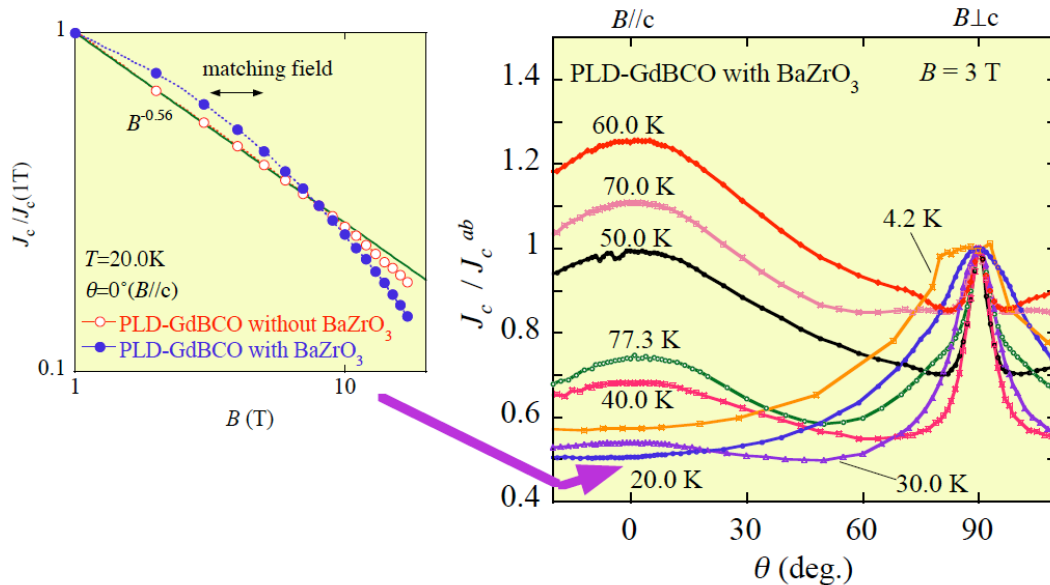 1
matching field
B^-0.56
J_c /J_c(1T)
T=20.0K
θ=0˚(B//c)
PLD-GdBCO without BaZrO₃
PLD-GdBCO with BaZrO₃
0.1
1
10
B (T)
B//c
B⊥c
1.4
PLD-GdBCO with BaZrO₃
B = 3 T
60.0 K
1.2
70.0 K
4.2 K
50.0 K
1
J_c / J_c^ab
0.8
77.3 K
40.0 K
0.6
20.0 K
30.0 K
0.4
0
30
60
90
θ (deg.)